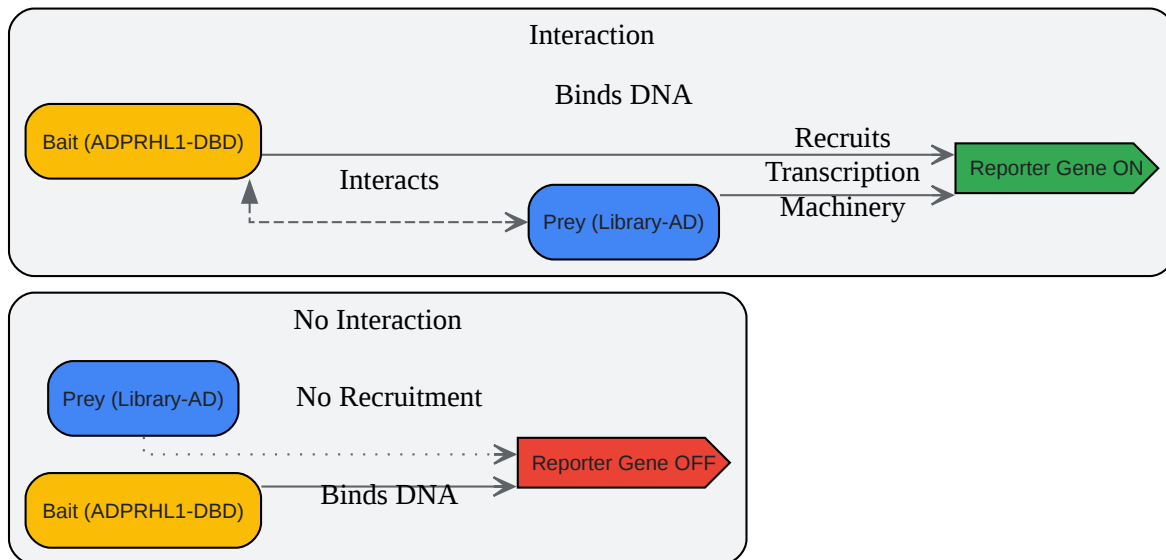 Interaction
Binds DNA
Bait (ADPRHL1-DBD)
Recruits
Transcription
Machinery
Reporter Gene ON
Interacts
Prey (Library-AD)
No Interaction
Prey (Library-AD)
No Recruitment
Reporter Gene OFF
Bait (ADPRHL1-DBD)
Binds DNA